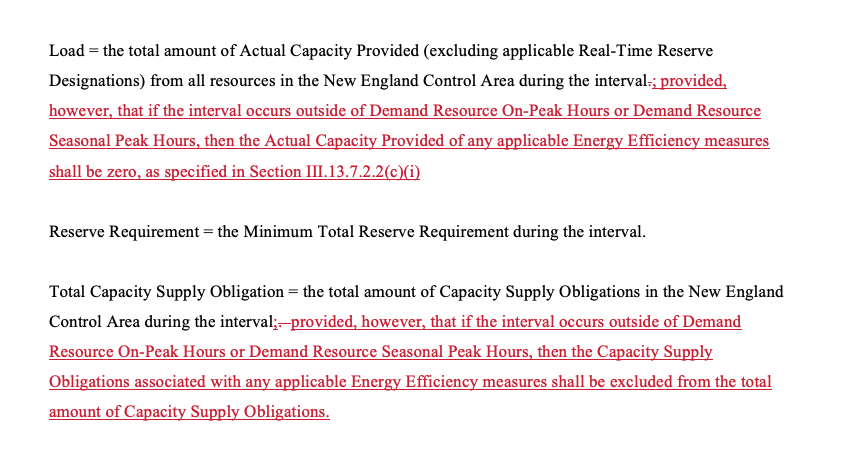 Load = the total amount of Actual Capacity Provided (excluding applicable Real-Time Reserve
Designations) from all resources in the New England Control Area during the interval.; provided,
however, that if the interval occurs outside of Demand Resource On-Peak Hours or Demand Resource
Seasonal Peak Hours, then the Actual Capacity Provided of any applicable Energy Efficiency measures
shall be zero, as specified in Section III.13.7.2.2(c)(i)
Reserve Requirement = the Minimum Total Reserve Requirement during the interval.
Total Capacity Supply Obligation = the total amount of Capacity Supply Obligations in the New England
Control Area during the interval;. provided, however, that if the interval occurs outside of Demand
Resource On-Peak Hours or Demand Resource Seasonal Peak Hours, then the Capacity Supply
Obligations associated with any applicable Energy Efficiency measures shall be excluded from the total
amount of Capacity Supply Obligations.